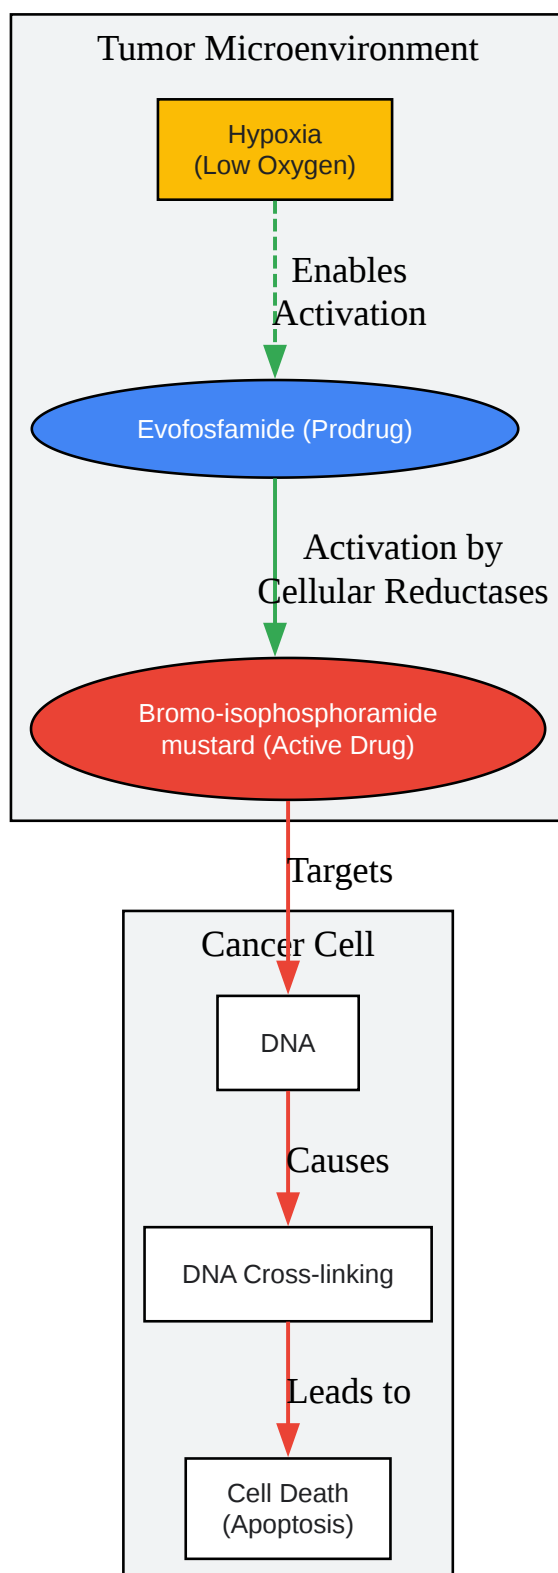 Tumor Microenvironment
Hypoxia
(Low Oxygen)
Enables
Activation
Evofosfamide (Prodrug)
Activation by
Cellular Reductases
Bromo-isophosphoramide
mustard (Active Drug)
Targets
Cancer Cell
DNA
Causes
DNA Cross-linking
Leads to
Cell Death
(Apoptosis)